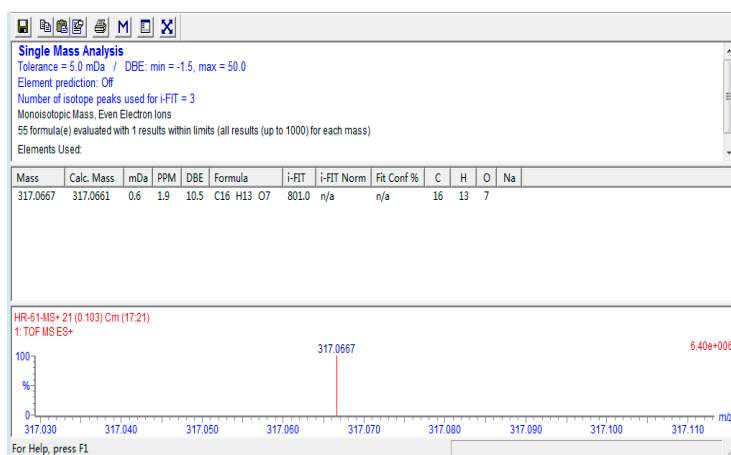 M X
Single Mass Analysis
Tolerance = 5.0 mDa / DBE: min = -1.5, max = 50.0
Element prediction: Off
Number of isotope peaks used for i-FIT = 3
Monoisotopic Mass, Even Electron Ions
55 formula(e) evaluated with 1 results within limits (all results (up to 1000) for each mass)
Elements Used:
Mass Calc. Mass mDa PPM DBE Formula i-FIT i-FIT Norm Fit Conf % C H O Na
317.0667 317.0661 0.6 1.9 10.5 C16 H13 O7 801.0 n/a n/a 16 13 7
HR-61-MS+ 21 (0.103) Cm (17:21)
1: TOF MS ES+
6.40e+006
317.0667
100
%
0
m/z
317.030 317.040 317.050 317.060 317.070 317.080 317.090 317.100 317.110
For Help, press F1